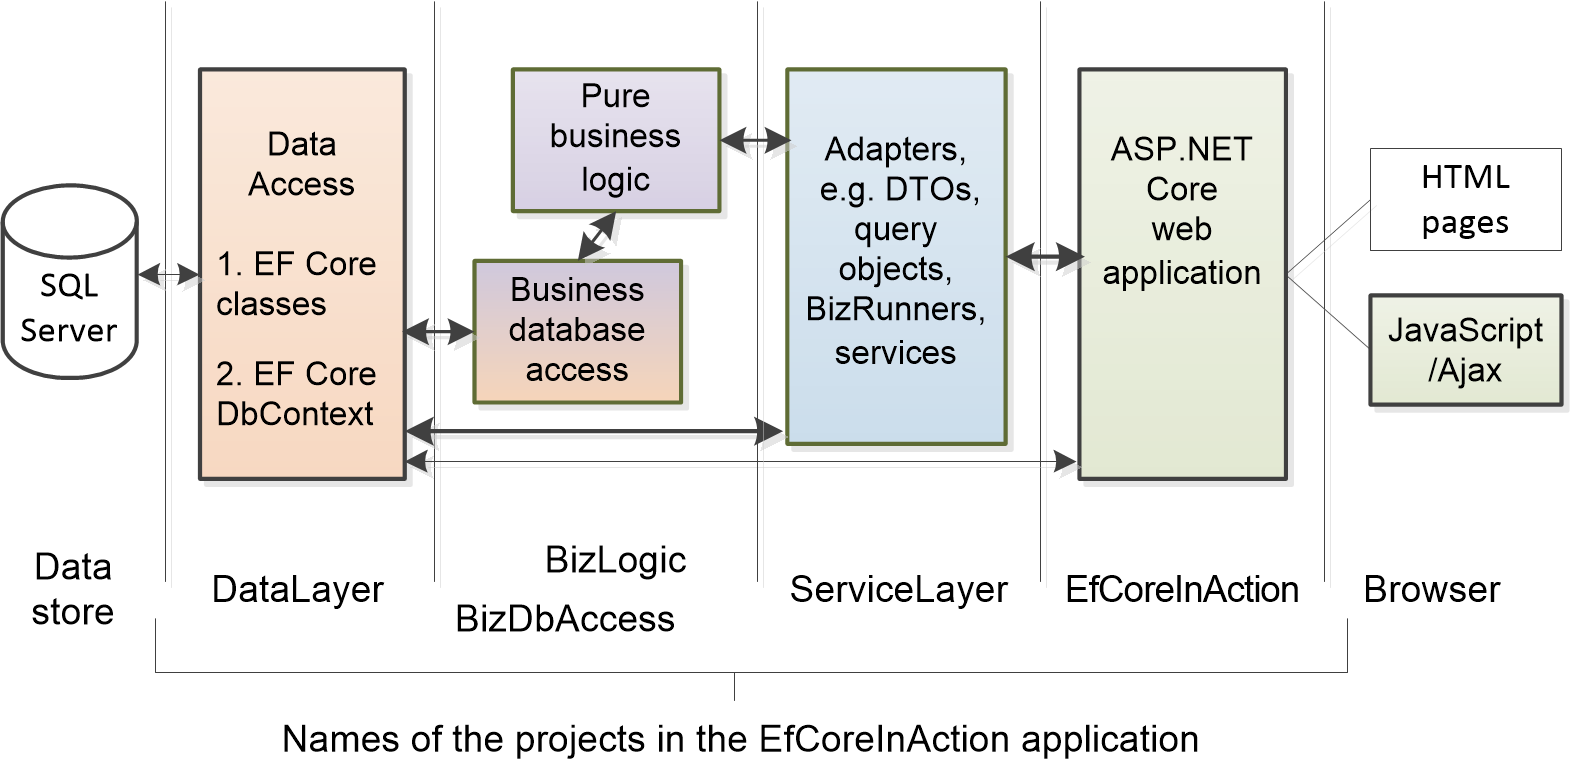 SQL
Server
Data
Access
1. EF Core
classes
2. EF Core
DbContext
Pure
business
logic
Business
database
access
Adapters,
e.g. DTOs,
query
objects,
BizRunners,
services
ASP.NET
Core
web
application
HTML
pages
JavaScript
/Ajax
Data
store
DataLayer
BizLogic
BizDbAccess
ServiceLayer
EfCoreInAction
Browser
Names of the projects in the EfCoreInAction application